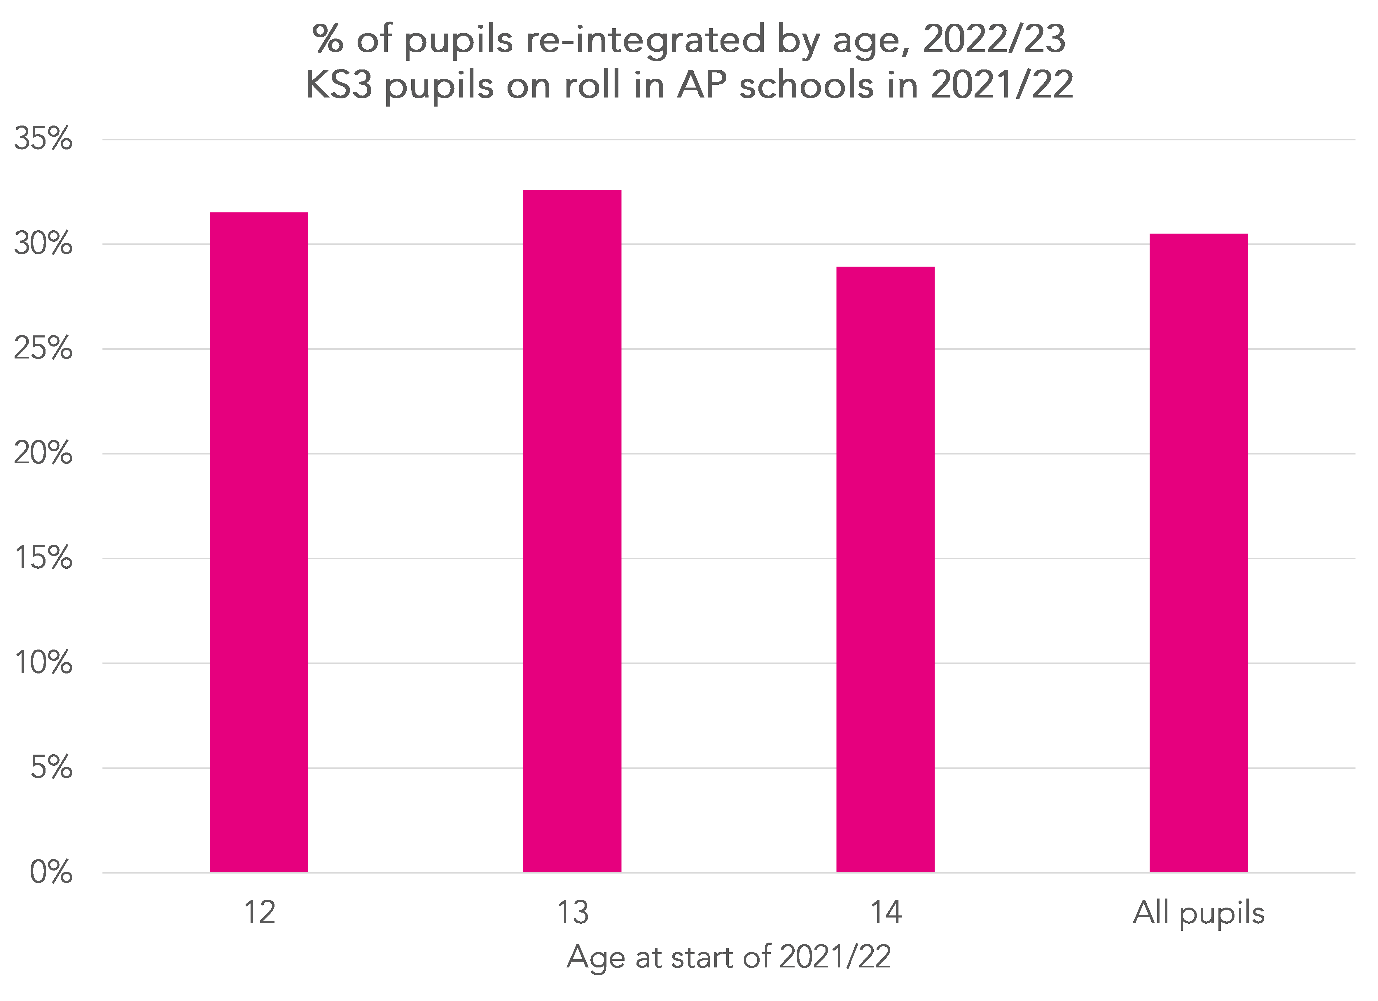 % of pupils re-integrated by age, 2022/23
KS3 pupils on roll in AP schools in 2021/22
35%
30%
25%
20%
15%
10%
5%
0%
12
13
14
All pupils
Age at start of 2021/22